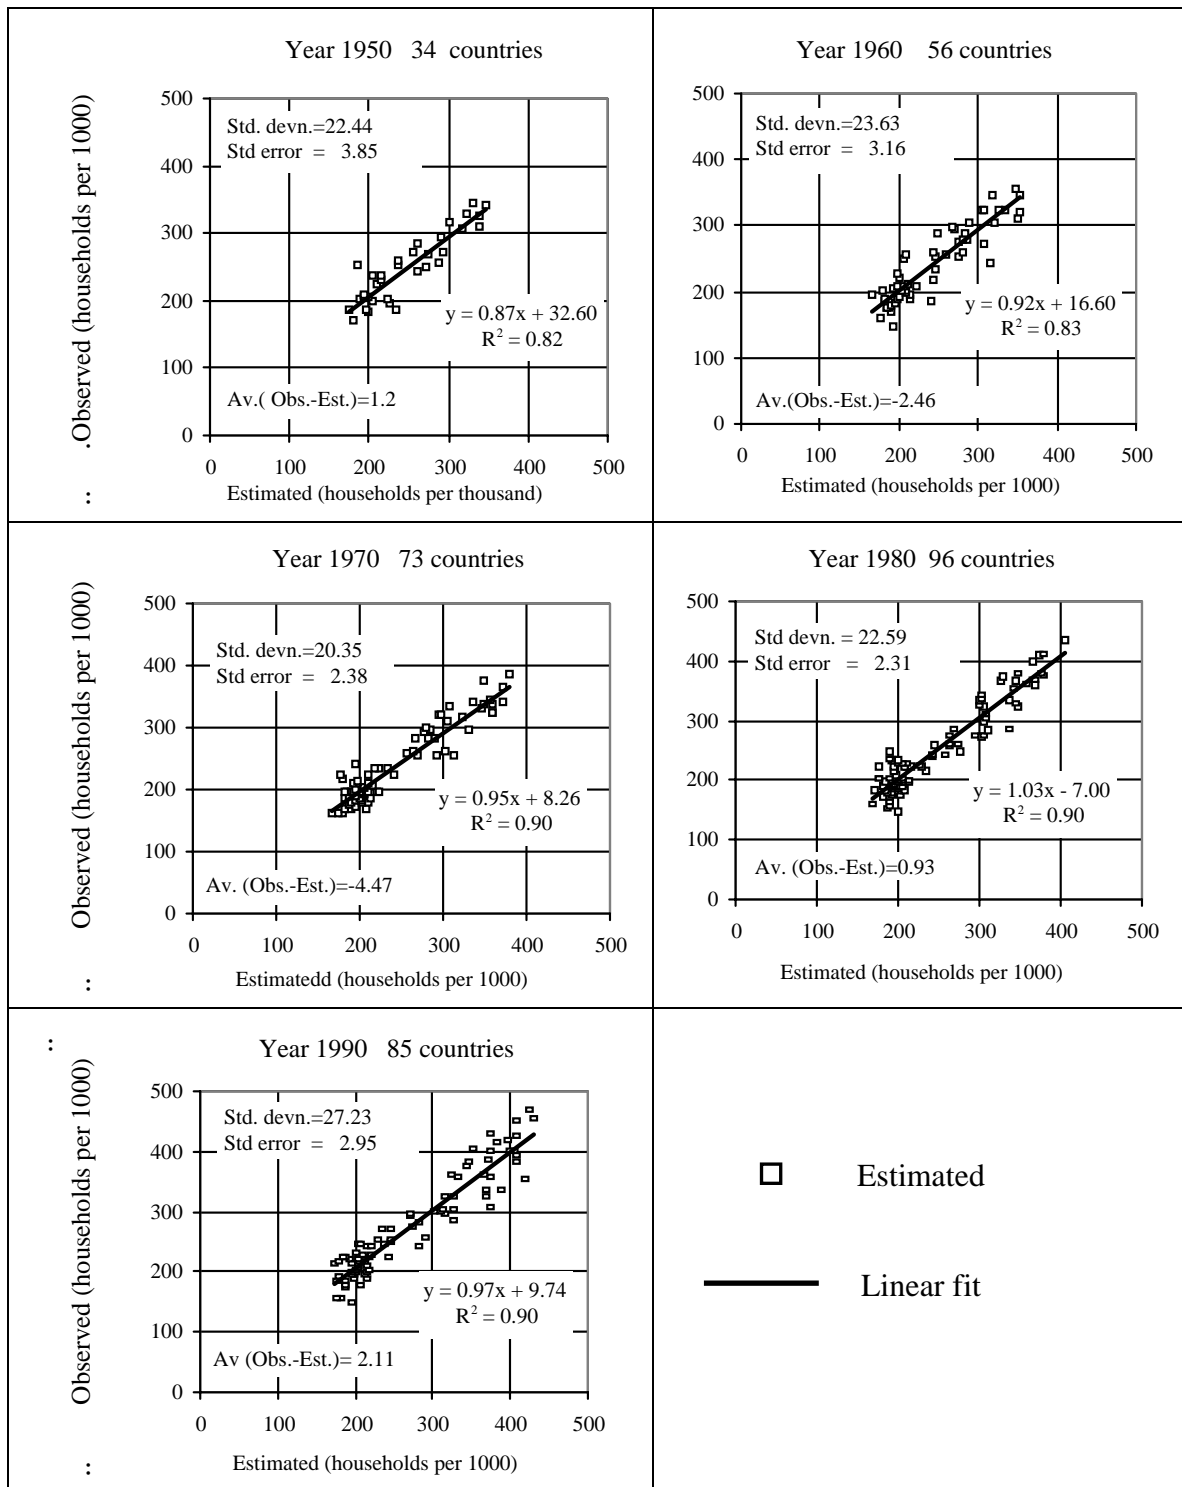 Year 1950 34 countries
.Observed (households per 1000)
:
500
400
300
200
100
0
Std. devn.=22.44
Std error = 3.85
y = 0.87x + 32.60
R² = 0.82
Av.( Obs.-Est.)=1.2
0 100 200 300 400 500
Estimated (households per thousand)
Year 1960 56 countries
500
400
300
200
100
0
Std. devn.=23.63
Std error = 3.16
y = 0.92x + 16.60
R² = 0.83
Av.(Obs.-Est.)=-2.46
0 100 200 300 400 500
Estimated (households per 1000)
Year 1970 73 countries
Observed (households per 1000)
:
500
400
300
200
100
0
Std. devn.=20.35
Std error = 2.38
y = 0.95x + 8.26
R² = 0.90
Av. (Obs.-Est.)=-4.47
0 100 200 300 400 500
Estimatedd (households per 1000)
Year 1980 96 countries
500
400
300
200
100
0
Std devn. = 22.59
Std error = 2.31
y = 1.03x - 7.00
R² = 0.90
Av. (Obs.-Est.)=0.93
0 100 200 300 400 500
Estimated (households per 1000)
:
Year 1990 85 countries
Observed (households per 1000)
:
500
400
300
200
100
0
Std. devn.=27.23
Std error = 2.95
y = 0.97x + 9.74
R² = 0.90
Av (Obs.-Est.)= 2.11
0 100 200 300 400 500
Estimated (households per 1000)
Estimated
Linear fit